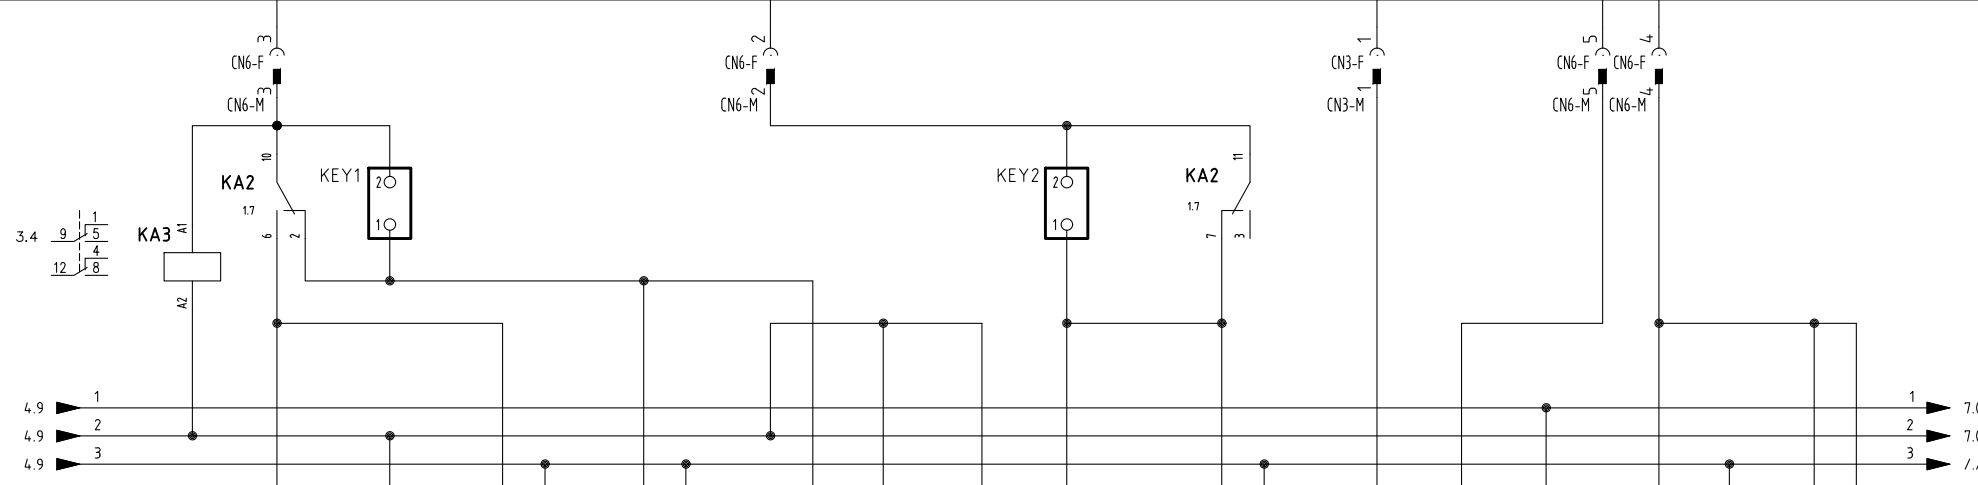 3 2 1 5 4
CN6-F CN6-F CN3-F CN6-F CN6-F
3 2 1 5 4
CN6-M CN6-M CN3-M CN6-M CN6-M
10 11
KA2 KEY1 2 KEY2 2 KA2
1.7 1 1 1.7
6 2 7 3
3.4 9 1 5 KA3 A1
4
12 8
A2
4.9 1 1
4.9 2 2
4.9 3 3